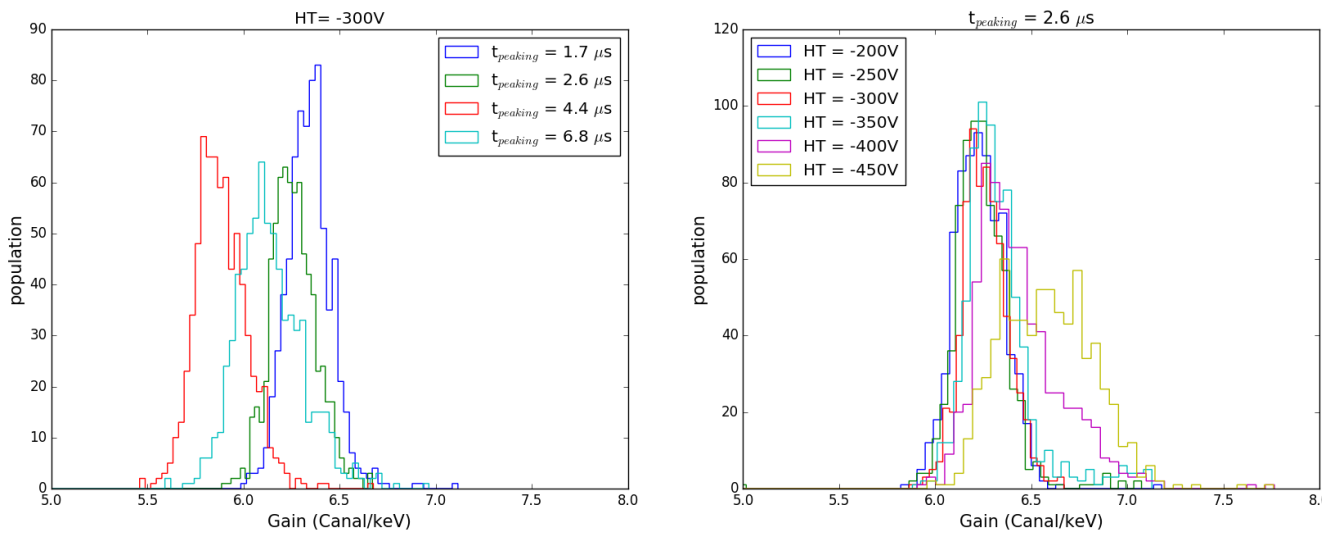 HT= -300V
90
80
70
60
50
40
30
20
10
0
population
t_peaking = 1.7 μs
t_peaking = 2.6 μs
t_peaking = 4.4 μs
t_peaking = 6.8 μs
5.0 5.5 6.0 6.5 7.0 7.5 8.0
Gain (Canal/keV)
t_peaking = 2.6 μs
120
100
80
60
40
20
0
population
HT = -200V
HT = -250V
HT = -300V
HT = -350V
HT = -400V
HT = -450V
5.0 5.5 6.0 6.5 7.0 7.5 8.0
Gain (Canal/keV)